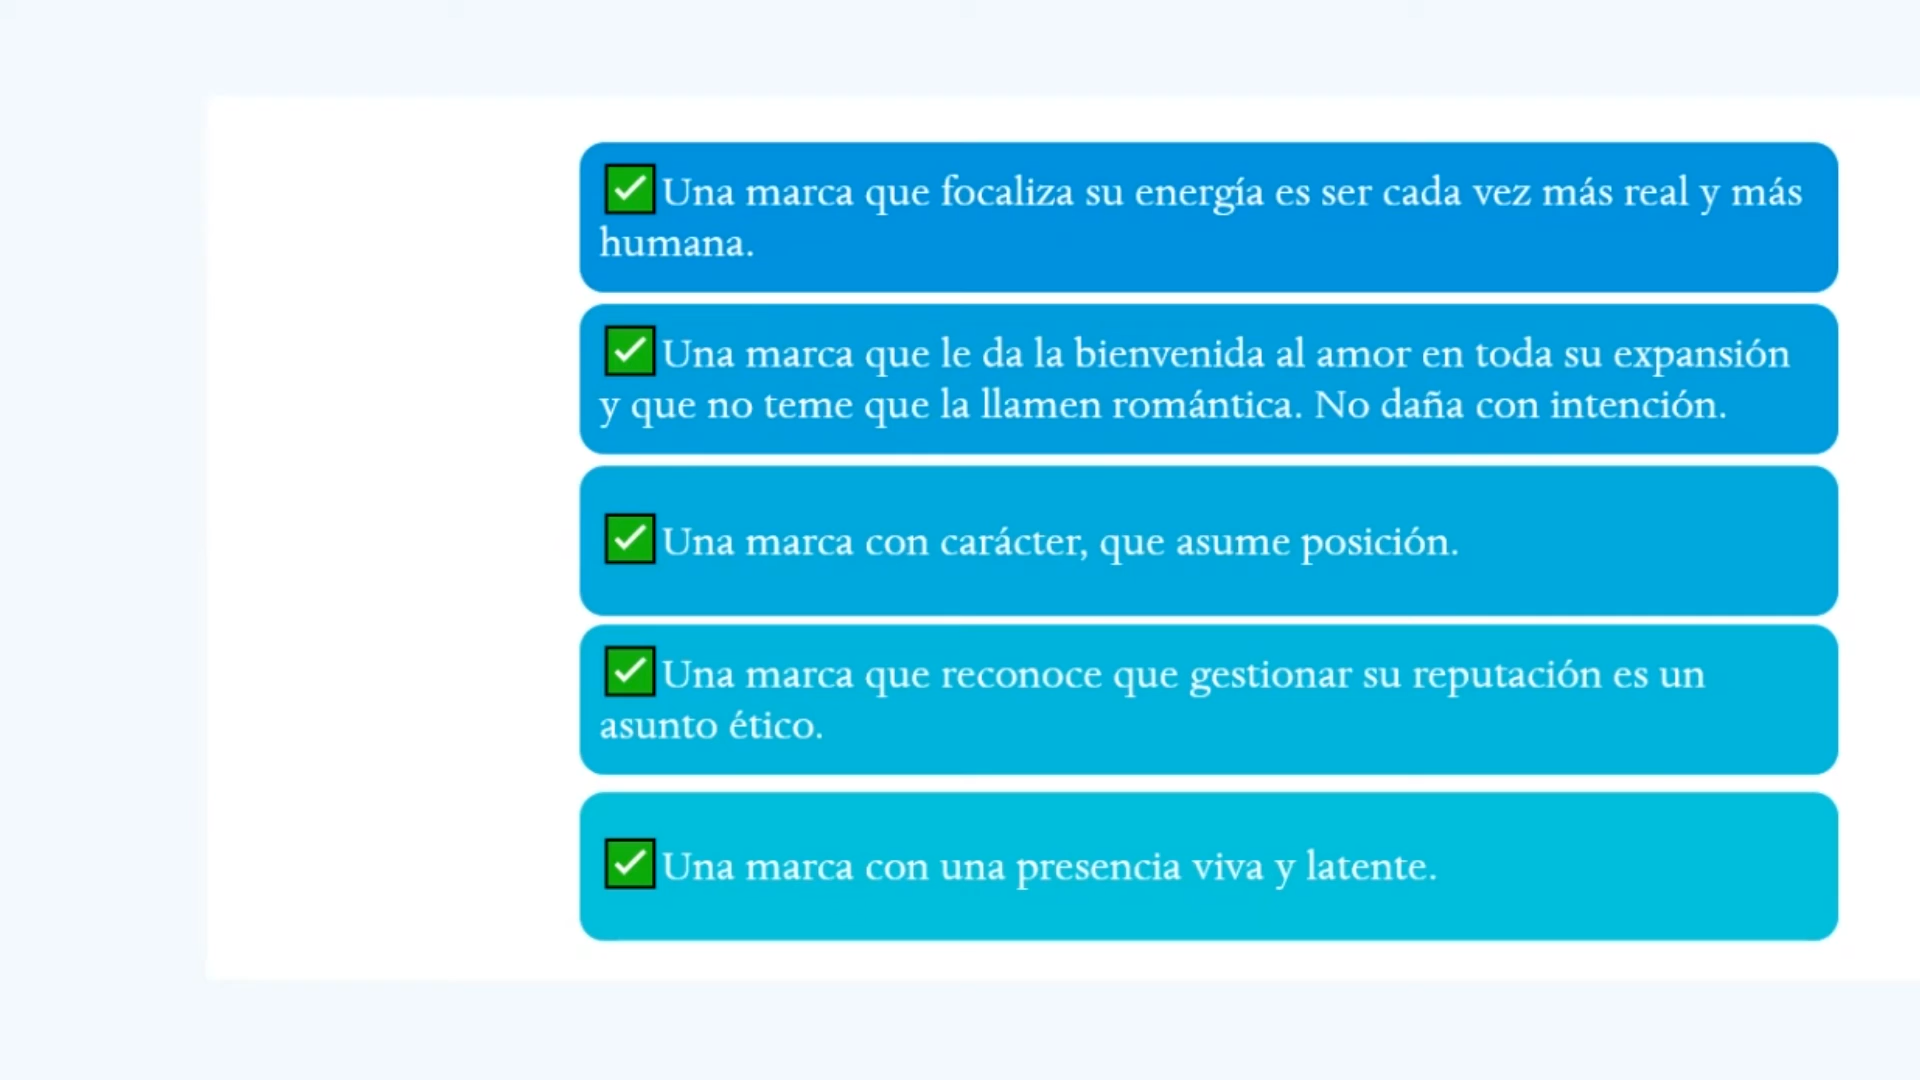 ✅Una marca que focaliza su energía es ser cada vez más real y más
humana.
✅Una marca que le da la bienvenida al amor en toda su expansión
y que no teme que la llamen romántica. No daña con intención.
✅Una marca con carácter, que asume posición.
✅Una marca que reconoce que gestionar su reputación es un
asunto ético.
✅Una marca con una presencia viva y latente.